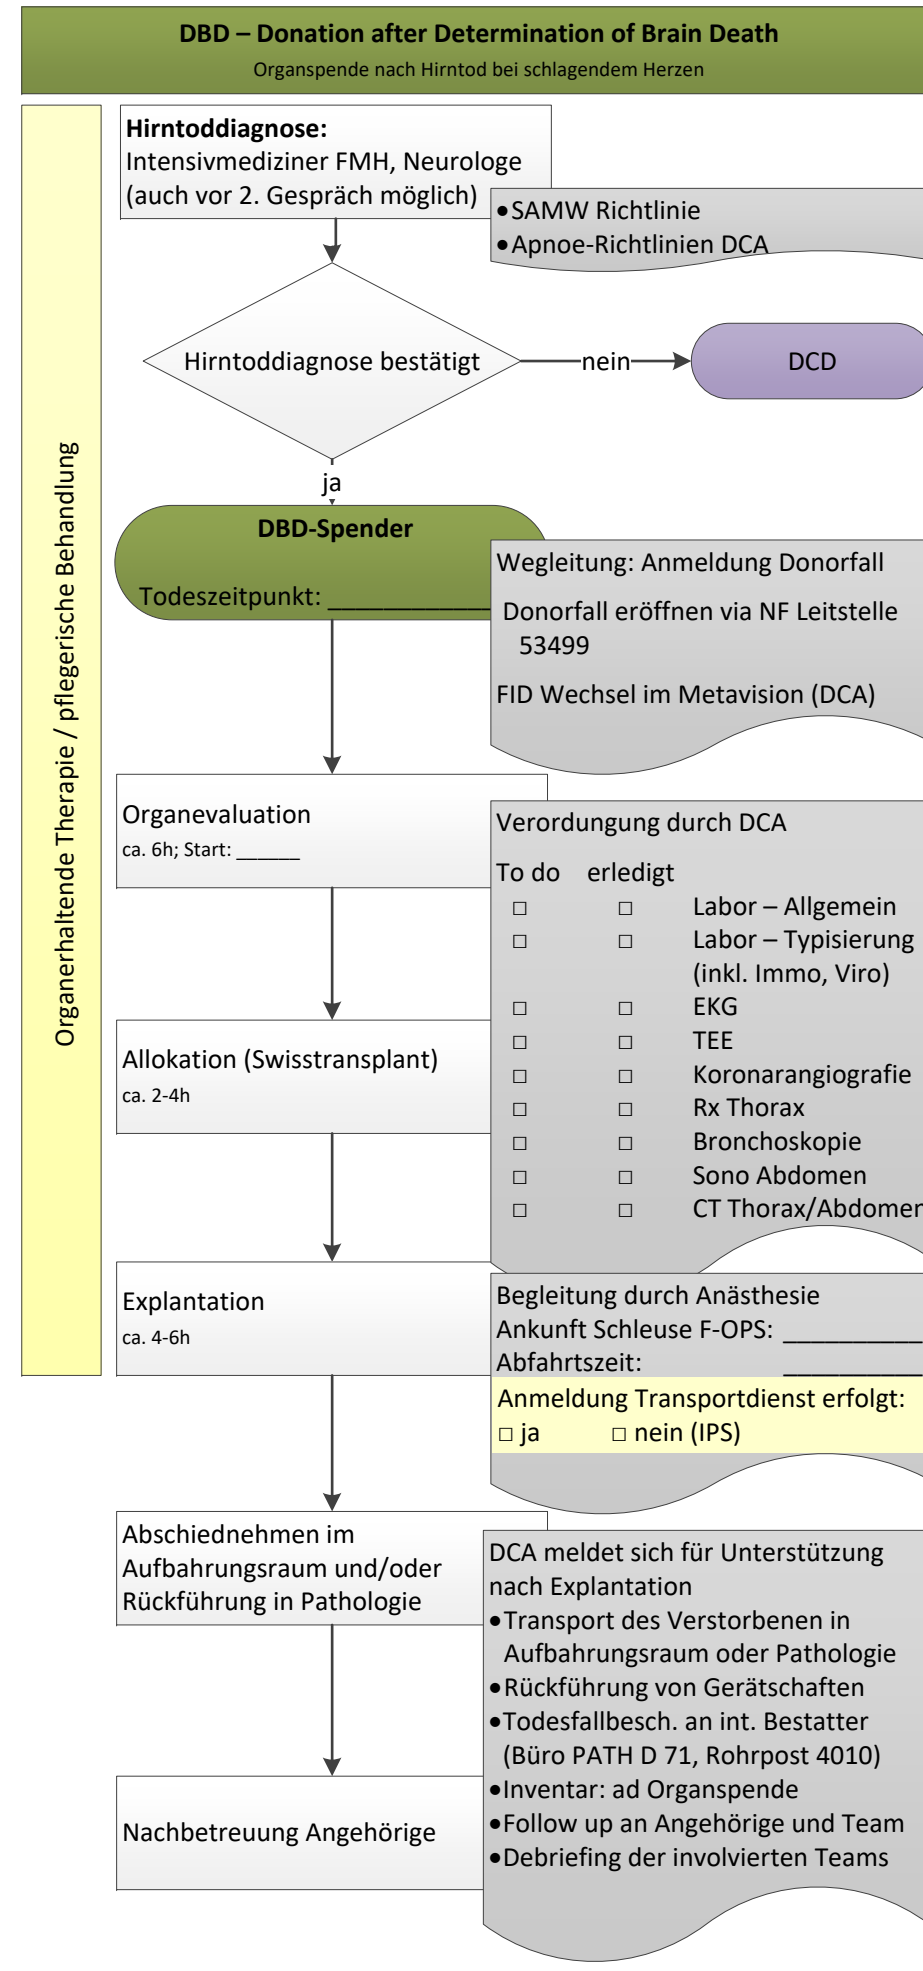 DBD – Donation after Determination of Brain Death
Organspende nach Hirntod bei schlagendem Herzen
Organerhaltende Therapie / pflegerische Behandlung
Hirntoddiagnose:
Intensivmediziner FMH, Neurologe
(auch vor 2. Gespräch möglich)
•SAMW Richtlinie
•Apnoe-Richtlinien DCA
Hirntoddiagnose bestätigt
nein
DCD
ja
DBD-Spender
Todeszeitpunkt: ____________
Wegleitung: Anmeldung Donorfall
Donorfall eröffnen via NF Leitstelle
53499
FID Wechsel im Metavision (DCA)
Organevaluation
ca. 6h; Start: ______
Verordungung durch DCA
To do erledigt
□ □ Labor – Allgemein
□ □ Labor – Typisierung
(inkl. Immo, Viro)
□ □ EKG
□ □ TEE
□ □ Koronarangiografie
□ □ Rx Thorax
□ □ Bronchoskopie
□ □ Sono Abdomen
□ □ CT Thorax/Abdomen
Allokation (Swisstransplant)
ca. 2-4h
Explantation
ca. 4-6h
Begleitung durch Anästhesie
Ankunft Schleuse F-OPS: __________
Abfahrtszeit: __________
Anmeldung Transportdienst erfolgt:
□ ja □ nein (IPS)
Abschiednehmen im
Aufbahrungsraum und/oder
Rückführung in Pathologie
DCA meldet sich für Unterstützung
nach Explantation
•Transport des Verstorbenen in
Aufbahrungsraum oder Pathologie
•Rückführung von Gerätschaften
•Todesfallbesch. an int. Bestatter
(Büro PATH D 71, Rohrpost 4010)
•Inventar: ad Organspende
•Follow up an Angehörige und Team
•Debriefing der involvierten Teams
Nachbetreuung Angehörige